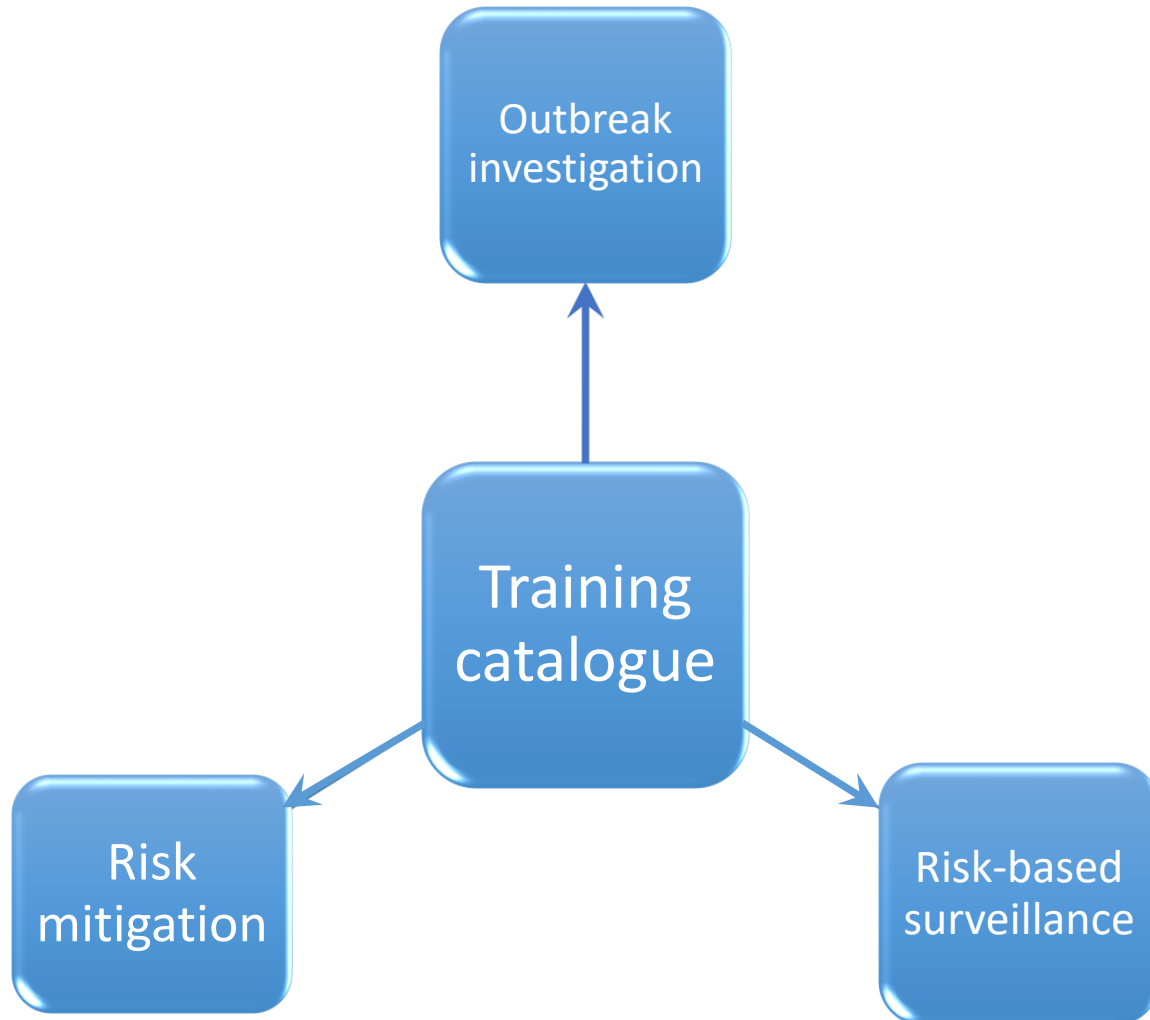 Outbreak
investigation
Training
catalogue
Risk
mitigation
Risk-based
surveillance